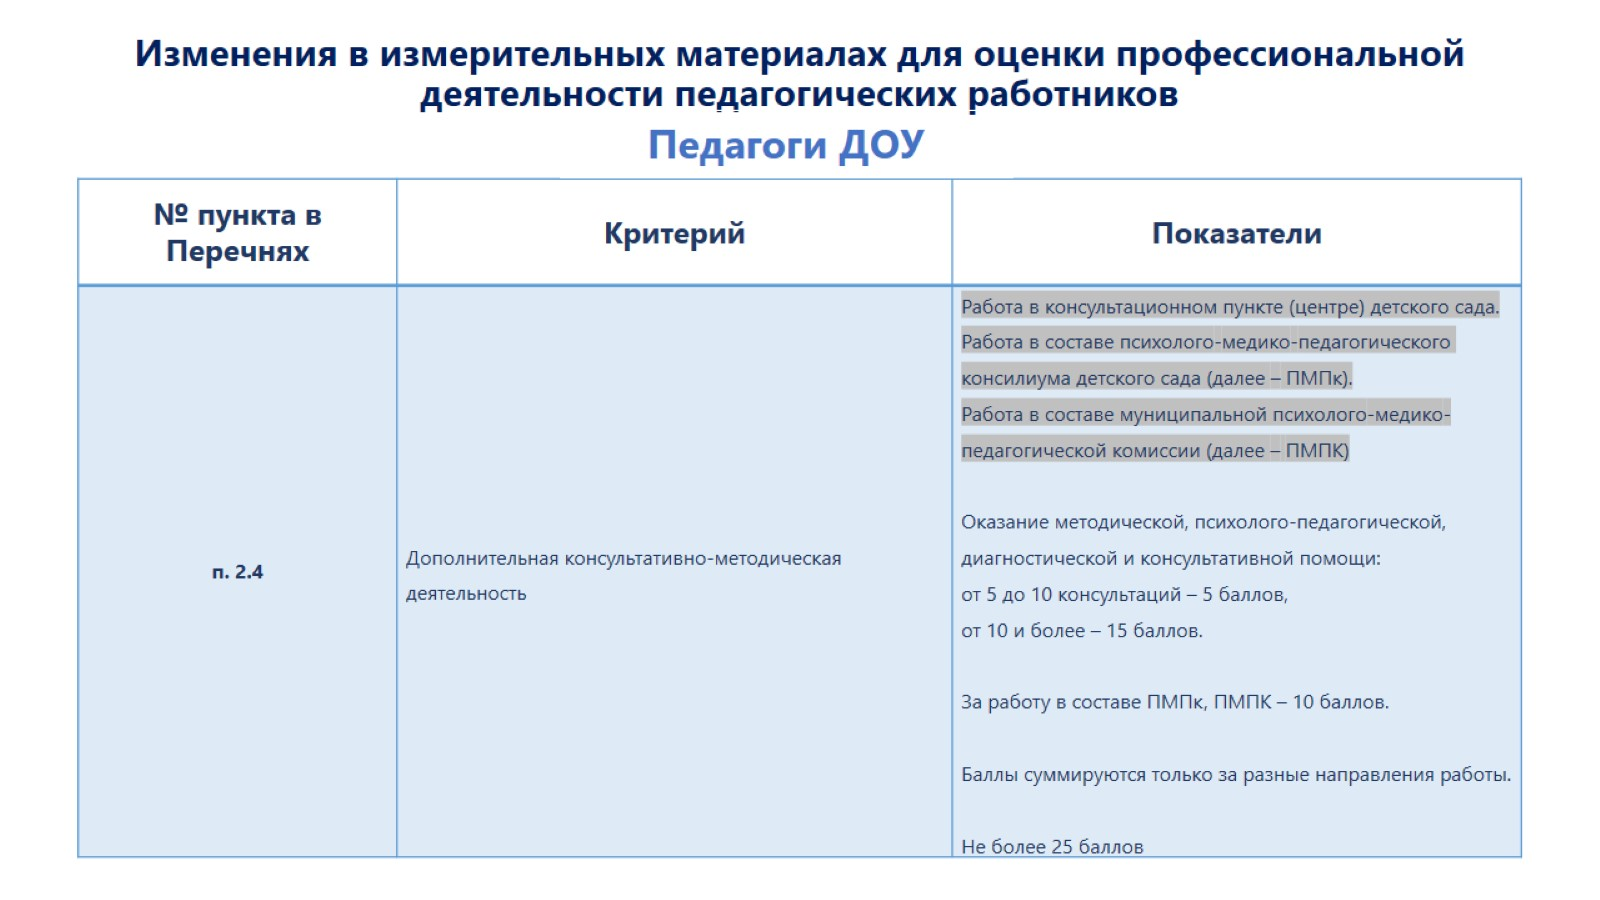 Изменения в измерительных материалах для оценки профессиональной
деятельности педагогических работников
Педагоги ДОУ
№ пункта в
Перечнях
Критерий
Показатели
п. 2.4
Дополнительная консультативно-методическая
деятельность
Работа в консультационном пункте (центре) детского сада.
Работа в составе психолого-медико-педагогического
консилиума детского сада (далее – ПМПк).
Работа в составе муниципальной психолого-медико-
педагогической комиссии (далее – ПМПК)
Оказание методической, психолого-педагогической,
диагностической и консультативной помощи:
от 5 до 10 консультаций – 5 баллов,
от 10 и более – 15 баллов.
За работу в составе ПМПк, ПМПК – 10 баллов.
Баллы суммируются только за разные направления работы.
Не более 25 баллов